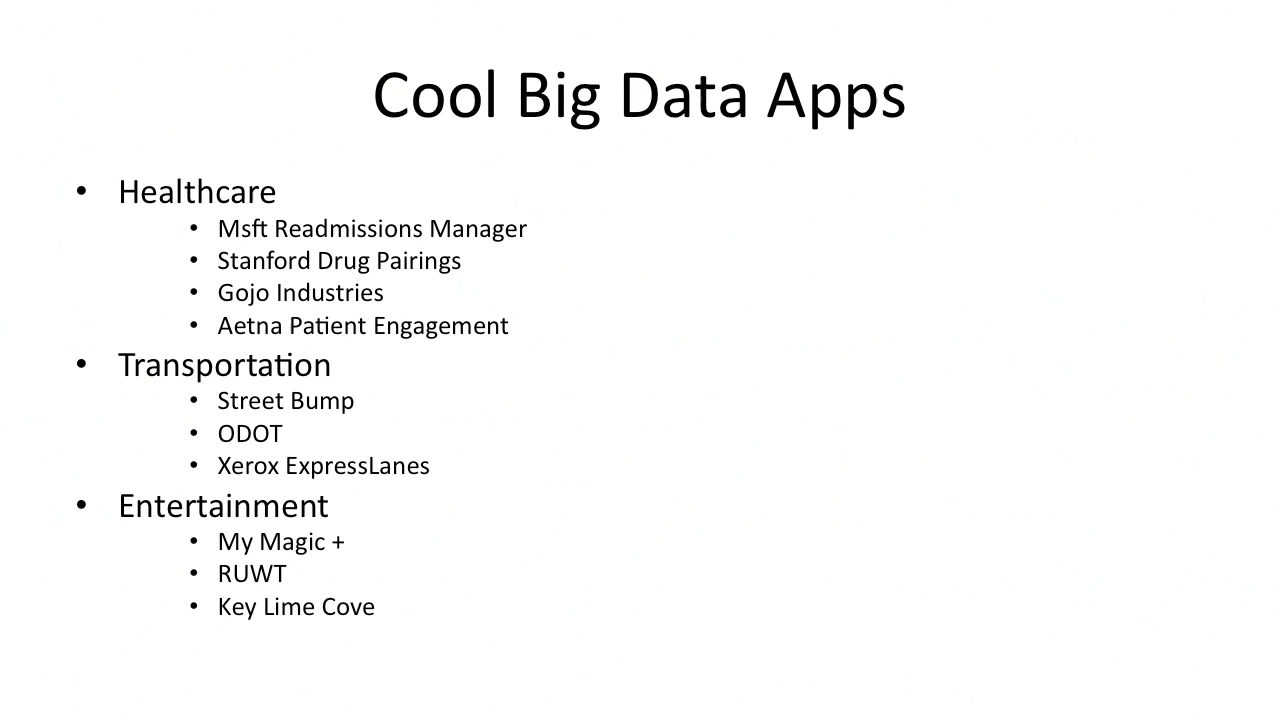 Cool Big Data Apps
• Healthcare
• Msft Readmissions Manager
• Stanford Drug Pairings
• Gojo Industries
• Aetna Patient Engagement
• Transportation
• Street Bump
• ODOT
• Xerox ExpressLanes
• Entertainment
• My Magic +
• RUWT
• Key Lime Cove